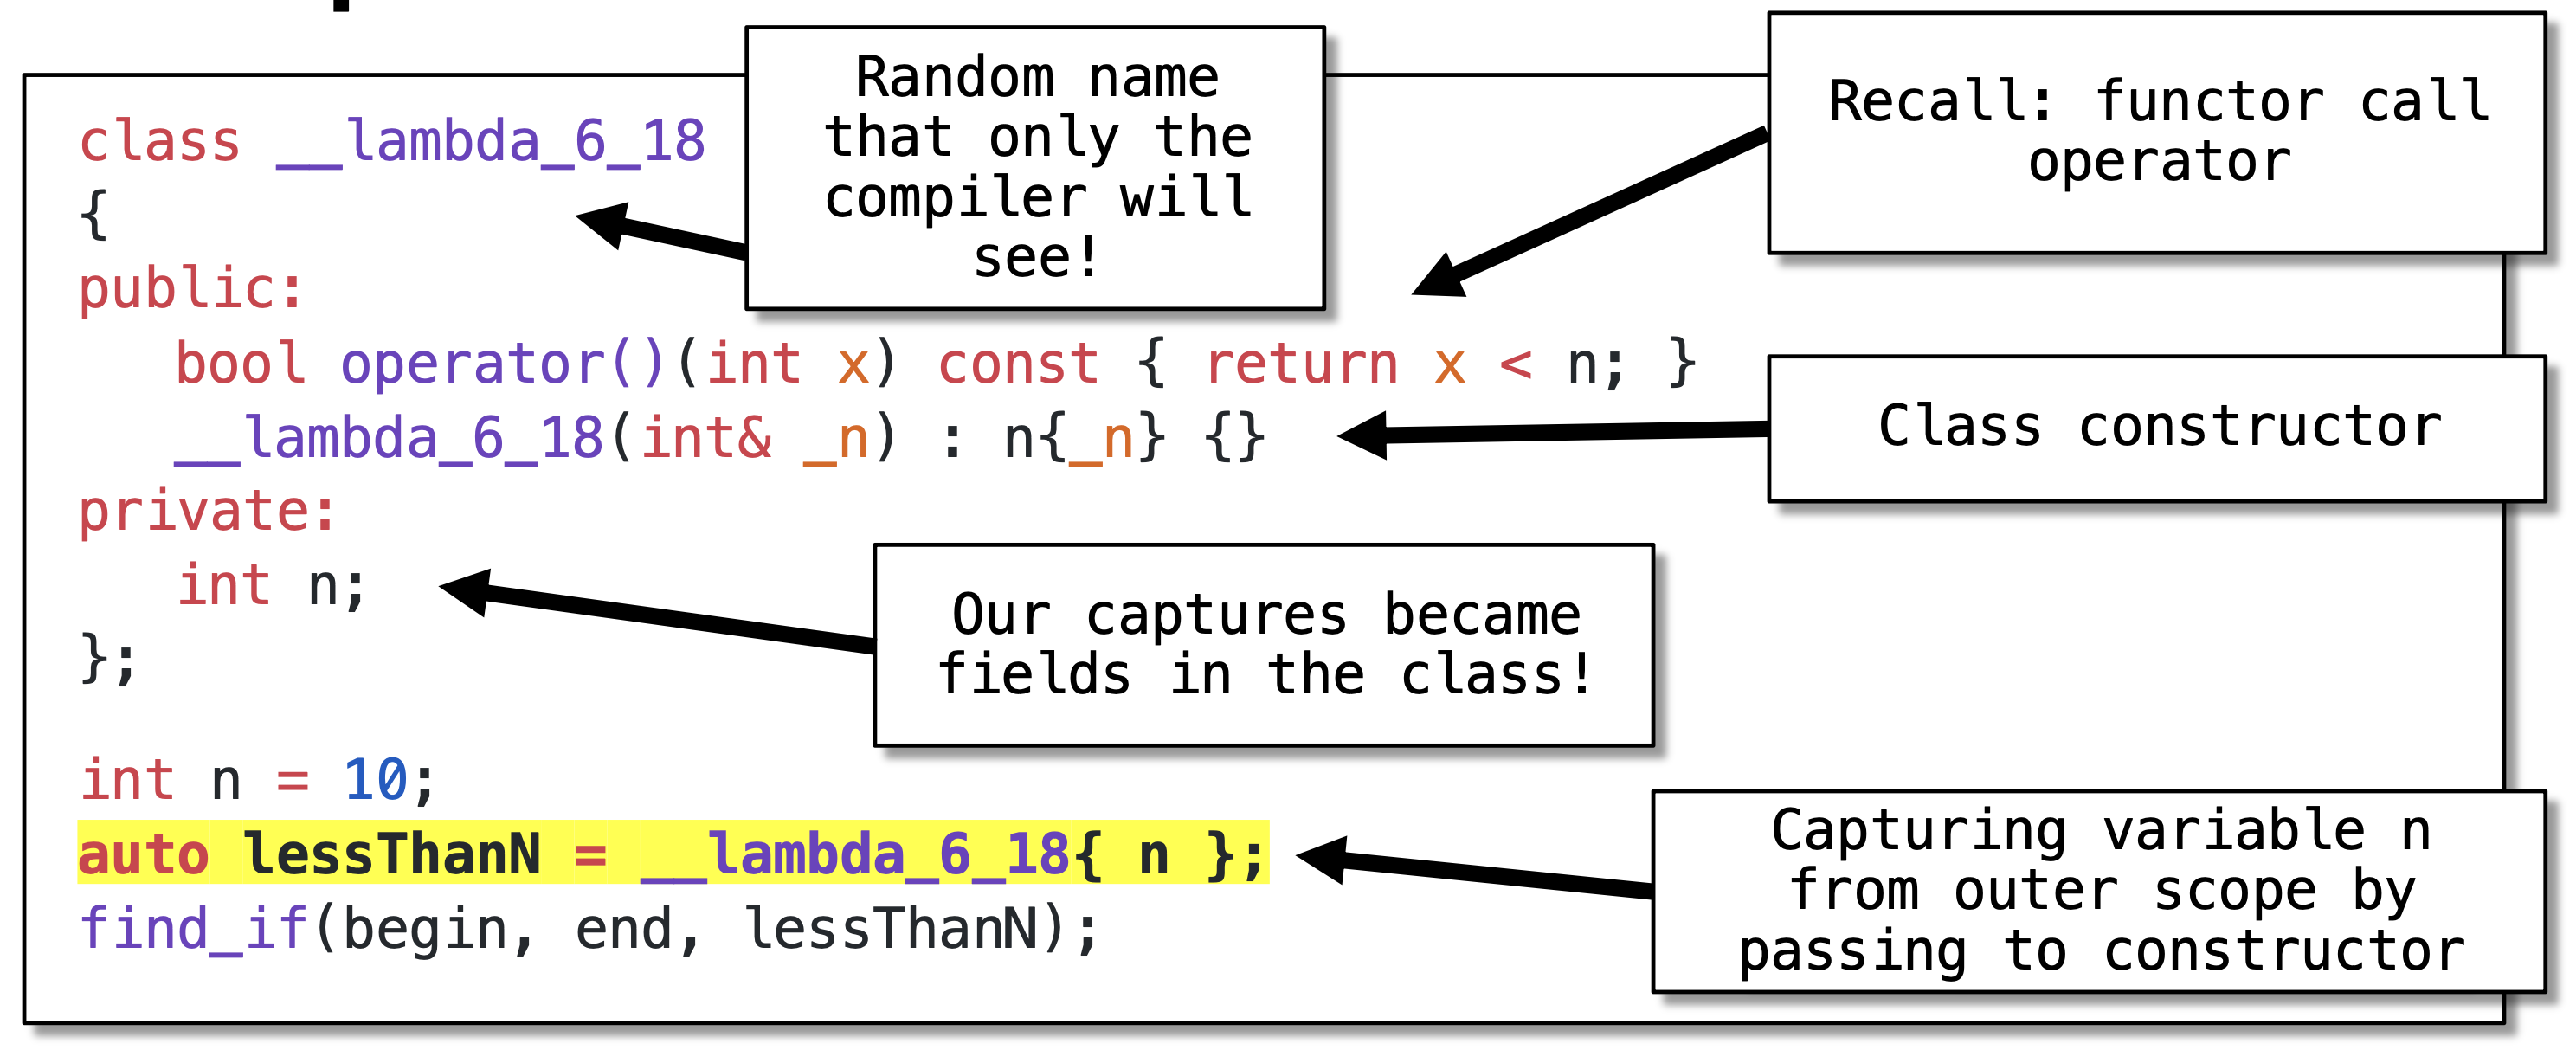 class __lambda_6_18
{
public:
bool operator()(int x) const { return x < n; }
__lambda_6_18(int& _n) : n{_n} {}
private:
int n;
};
int n = 10;
auto lessThanN = __lambda_6_18{ n };
find_if(begin, end, lessThanN);
Random name
that only the
compiler will
see!
Recall: functor call
operator
Class constructor
Our captures became
fields in the class!
Capturing variable n
from outer scope by
passing to constructor